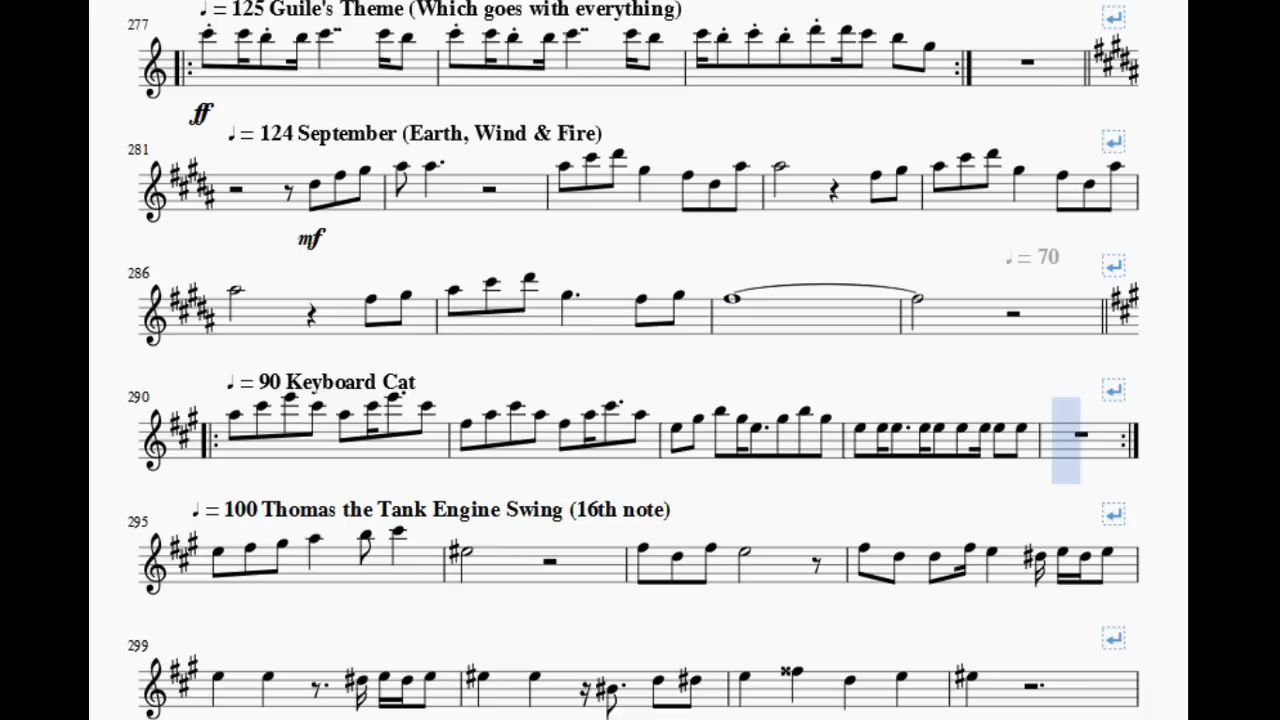 ♩ = 125 Guile's Theme (Which goes with everything)
277
ff
♩ = 124 September (Earth, Wind & Fire)
281
mf
♩ = 70
286
♩ = 90 Keyboard Cat
290
♩ = 100 Thomas the Tank Engine Swing (16th note)
295
299